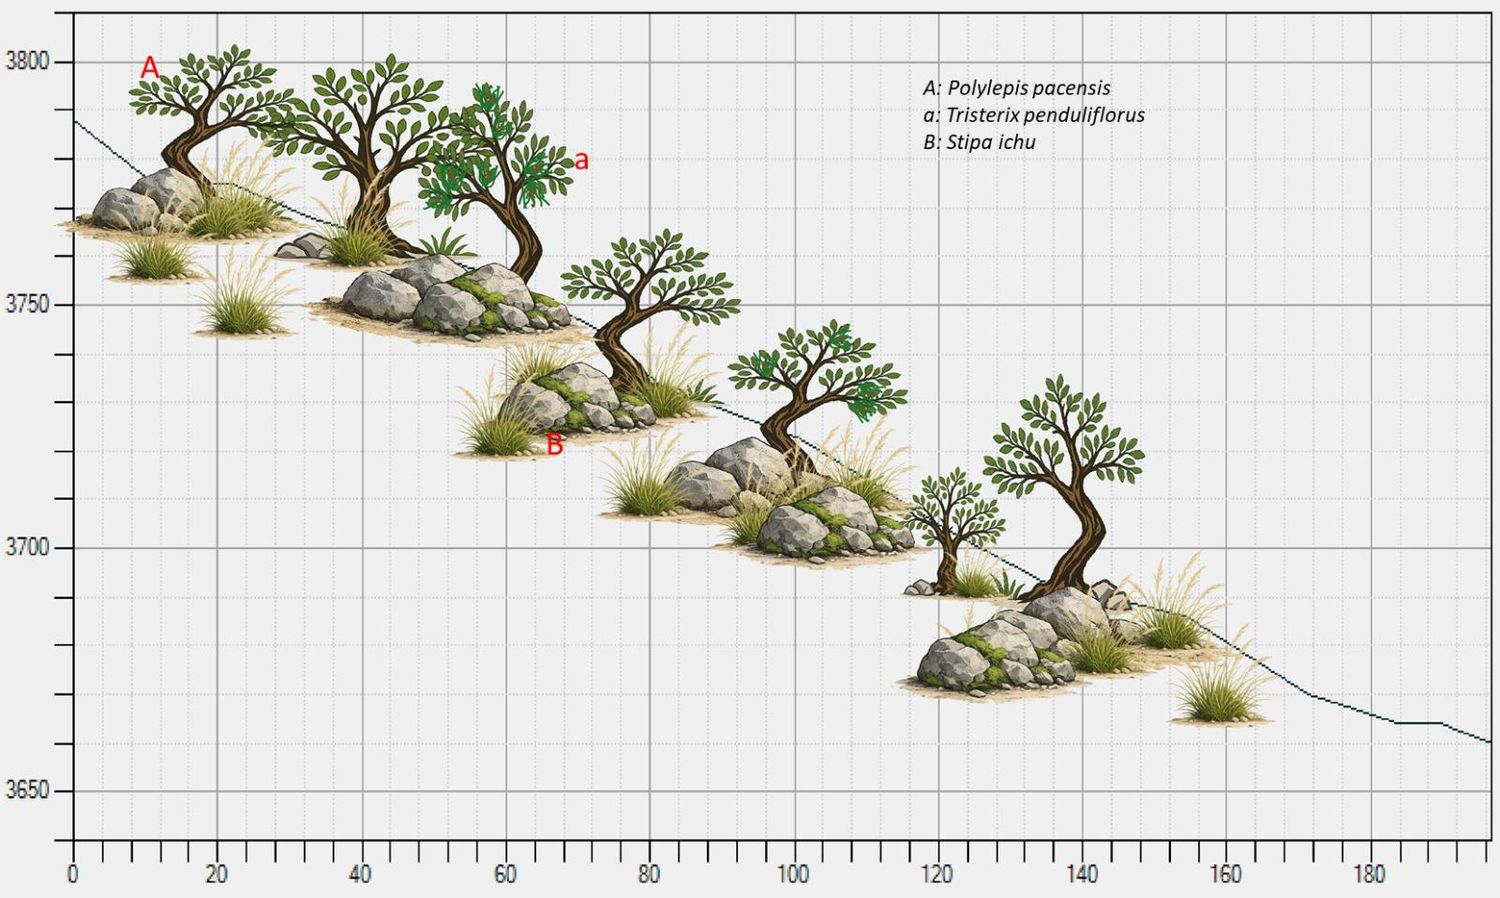 3800
A
A: Polylepis pacensis
a: Tristerix penduliflorus
B: Stipa ichu
a
3750
B
3700
3650
0 20 40 60 80 100 120 140 160 180